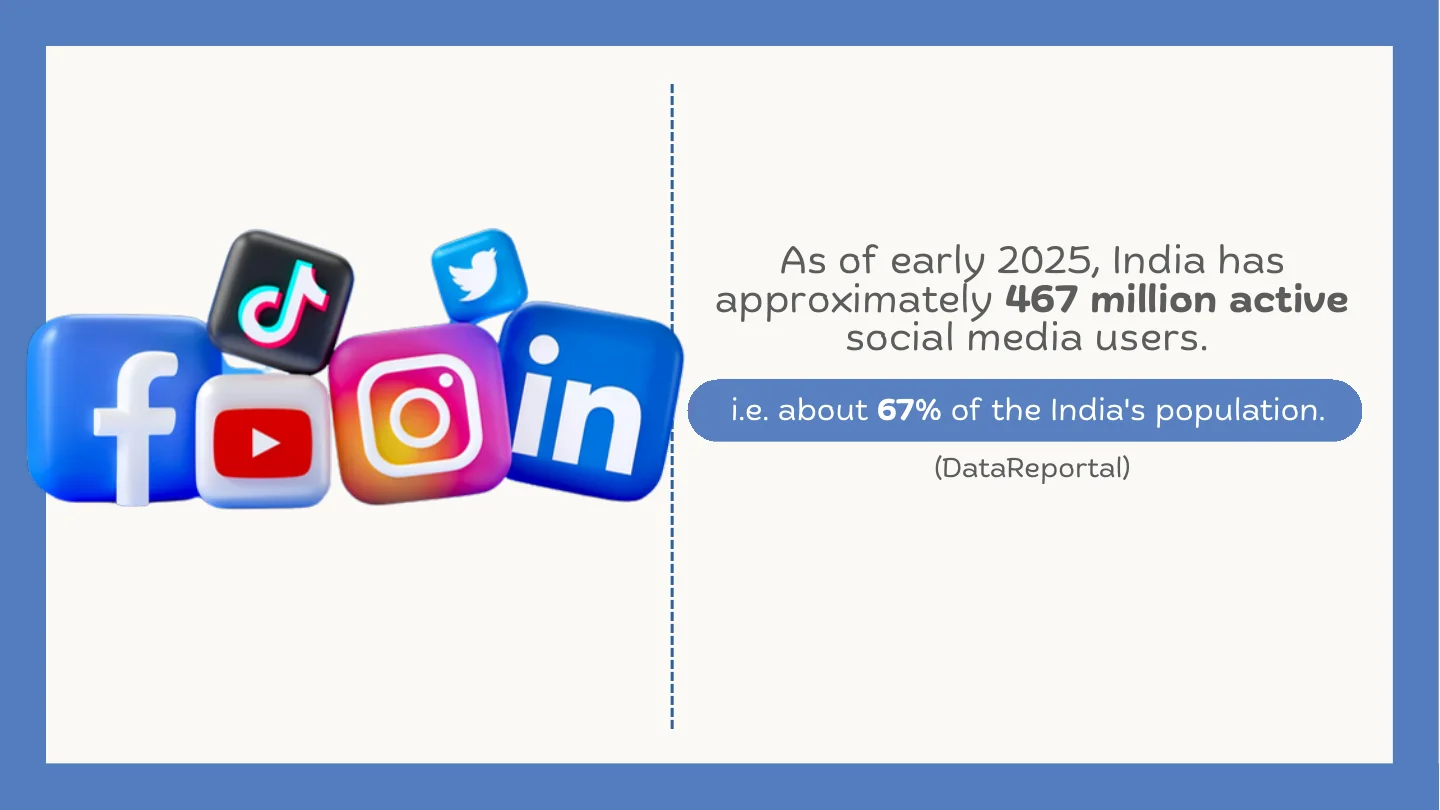 As of early 2025, India has
approximately 467 million active
social media users.
i.e. about 67% of the India's population.
(DataReportal)
f
in